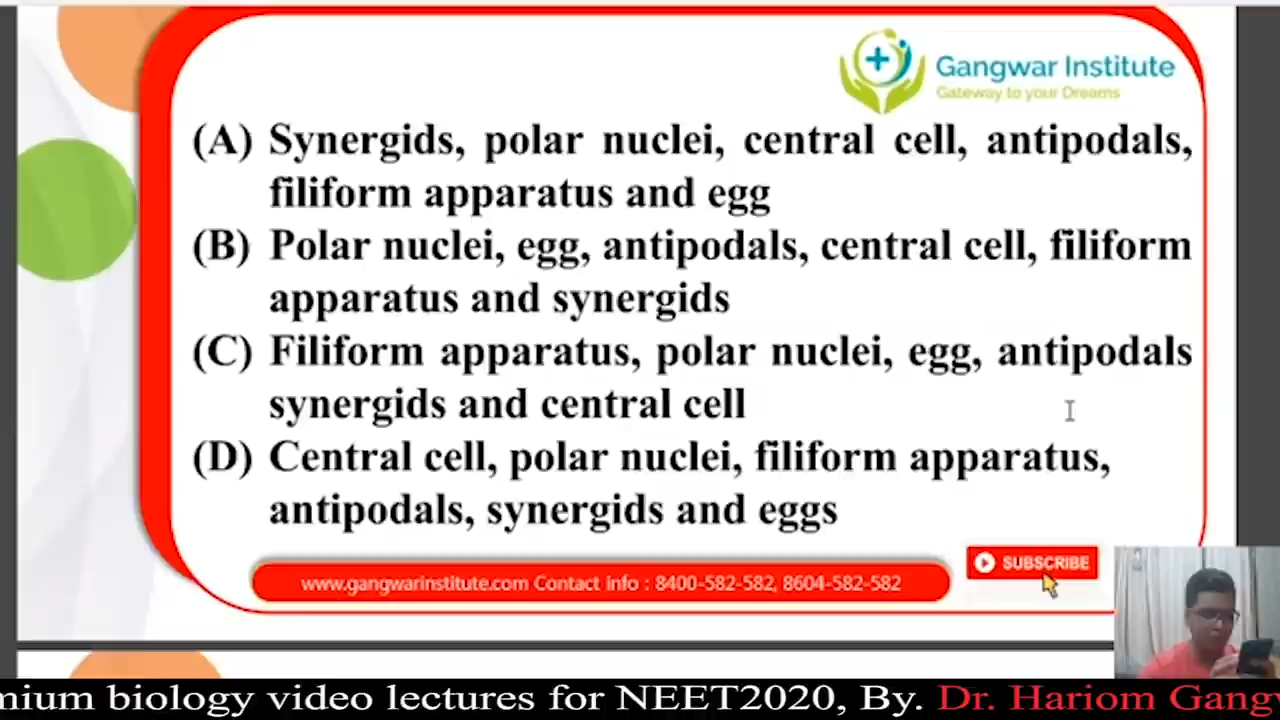 Gangwar Institute
Gateway to your Dreams
(A) Synergids, polar nuclei, central cell, antipodals,
filiform apparatus and egg
(B) Polar nuclei, egg, antipodals, central cell, filiform
apparatus and synergids
(C) Filiform apparatus, polar nuclei, egg, antipodals
synergids and central cell
(D) Central cell, polar nuclei, filiform apparatus,
antipodals, synergids and eggs
www.gangwarinstitute.com Contact info : 8400-582-582, 8604-582-582
SUBSCRIBE
mium biology video lectures for NEET2020, By. Dr. Hariom Gangw